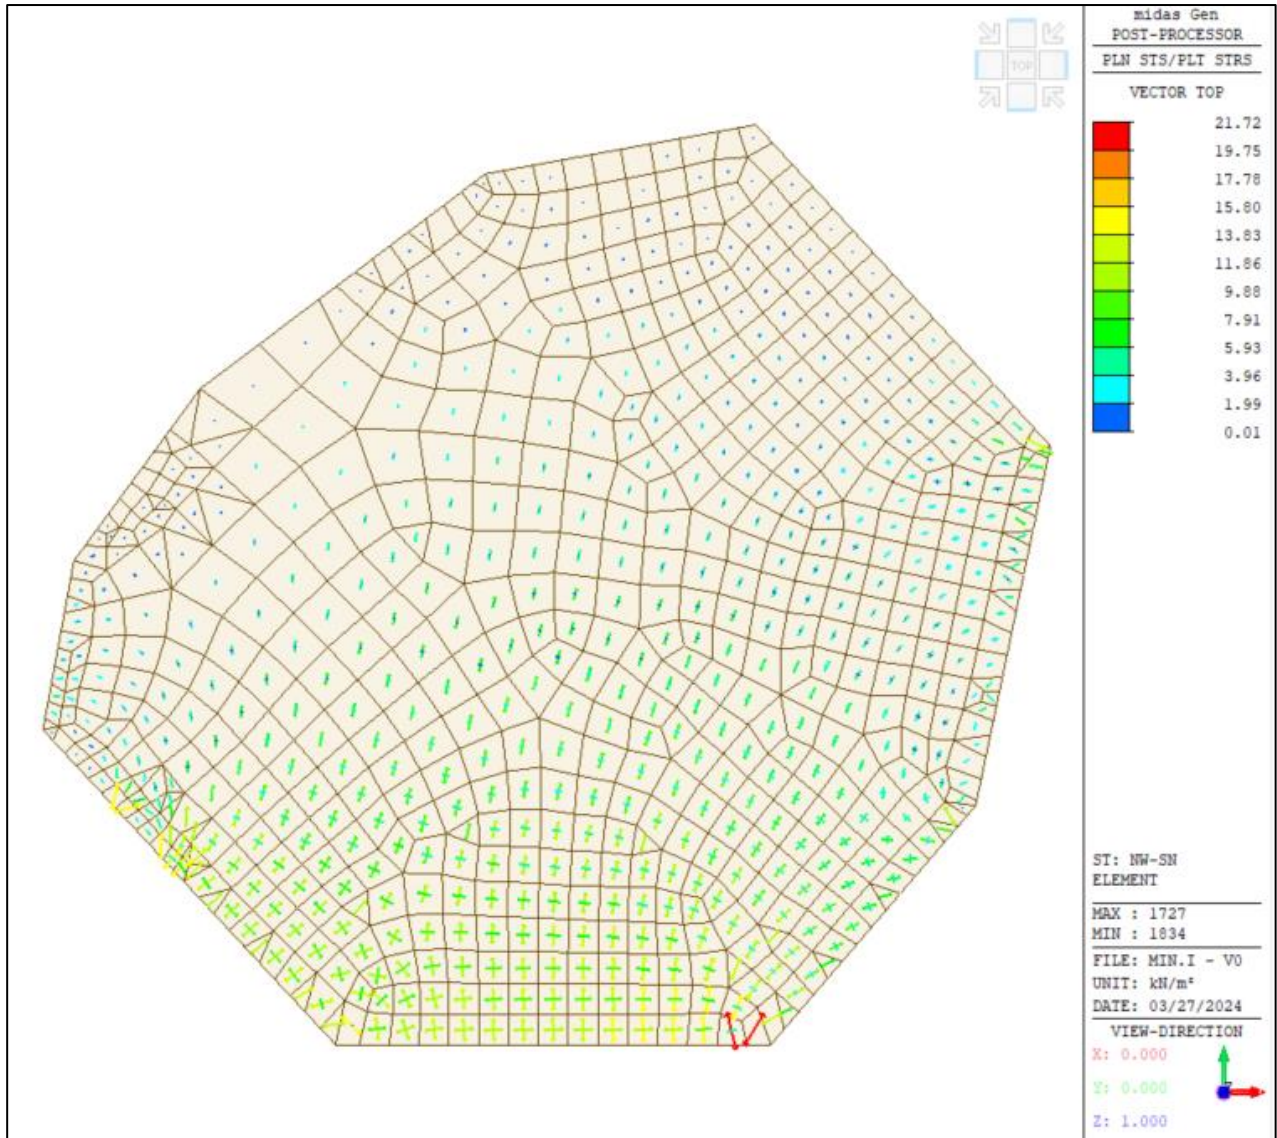 TOP
midas Gen
POST-PROCESSOR
PLN STS/PLT STRS
VECTOR TOP
21.72
19.75
17.78
15.80
13.83
11.86
9.88
7.91
5.93
3.96
1.99
0.01
ST: NW-SN
ELEMENT
MAX : 1727
MIN : 1834
FILE: MIN.I - V0
UNIT: kN/m²
DATE: 03/27/2024
VIEW-DIRECTION
X: 0.000
Y: 0.000
Z: 1.000